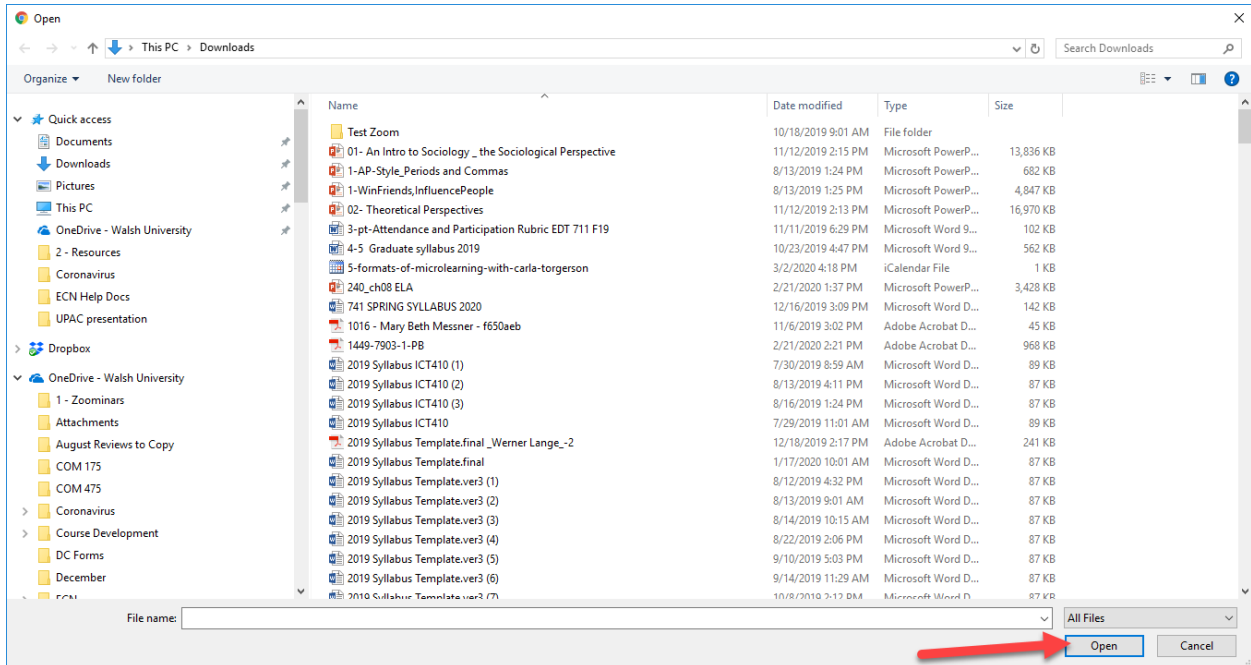 Open
This PC > Downloads
Search Downloads
Organize
New folder
Name Date modified Type Size
Quick access
Documents
Downloads
Pictures
This PC
OneDrive - Walsh University
2 - Resources
Coronavirus
ECN Help Docs
UPAC presentation
Dropbox
OneDrive - Walsh University
1 - Zoominars
Attachments
August Reviews to Copy
COM 175
COM 475
Coronavirus
Course Development
DC Forms
December
ECN
Test Zoom 10/18/2019 9:01 AM File folder
01- An Intro to Sociology _ the Sociological Perspective 11/12/2019 2:15 PM Microsoft PowerP... 13,836 KB
1-AP-Style_Periods and Commas 8/13/2019 1:24 PM Microsoft PowerP... 682 KB
1-WinFriends,InfluencePeople 8/13/2019 1:25 PM Microsoft PowerP... 4,847 KB
02- Theoretical Perspectives 11/12/2019 2:13 PM Microsoft PowerP... 16,970 KB
3-pt-Attendance and Participation Rubric EDT 711 F19 11/11/2019 6:29 PM Microsoft Word 9... 102 KB
4-5 Graduate syllabus 2019 10/23/2019 4:47 PM Microsoft Word 9... 562 KB
5-formats-of-microlearning-with-carla-torgerson 3/2/2020 4:18 PM iCalendar File 1 KB
240_ch08 ELA 2/21/2020 1:37 PM Microsoft PowerP... 3,428 KB
741 SPRING SYLLABUS 2020 12/16/2019 3:09 PM Microsoft Word D... 142 KB
1016 - Mary Beth Messner - f650aeb 11/6/2019 3:02 PM Adobe Acrobat D... 45 KB
1449-7903-1-PB 2/21/2020 2:21 PM Adobe Acrobat D... 968 KB
2019 Syllabus ICT410 (1) 7/30/2019 8:59 AM Microsoft Word D... 89 KB
2019 Syllabus ICT410 (2) 8/13/2019 4:11 PM Microsoft Word D... 87 KB
2019 Syllabus ICT410 (3) 8/16/2019 1:24 PM Microsoft Word D... 87 KB
2019 Syllabus ICT410 7/29/2019 11:01 AM Microsoft Word D... 89 KB
2019 Syllabus Template.final _Werner Lange_-2 12/18/2019 2:17 PM Adobe Acrobat D... 241 KB
2019 Syllabus Template.final 1/17/2020 10:01 AM Microsoft Word D... 87 KB
2019 Syllabus Template.ver3 (1) 8/12/2019 4:32 PM Microsoft Word D... 87 KB
2019 Syllabus Template.ver3 (2) 8/13/2019 9:01 AM Microsoft Word D... 87 KB
2019 Syllabus Template.ver3 (3) 8/14/2019 10:15 AM Microsoft Word D... 87 KB
2019 Syllabus Template.ver3 (4) 8/22/2019 2:06 PM Microsoft Word D... 87 KB
2019 Syllabus Template.ver3 (5) 9/10/2019 5:03 PM Microsoft Word D... 87 KB
2019 Syllabus Template.ver3 (6) 9/14/2019 11:29 AM Microsoft Word D... 87 KB
2019 Syllabus Template.ver3 (7) 10/8/2019 2:12 PM Microsoft Word D... 87 KB
File name:
All Files
Open
Cancel